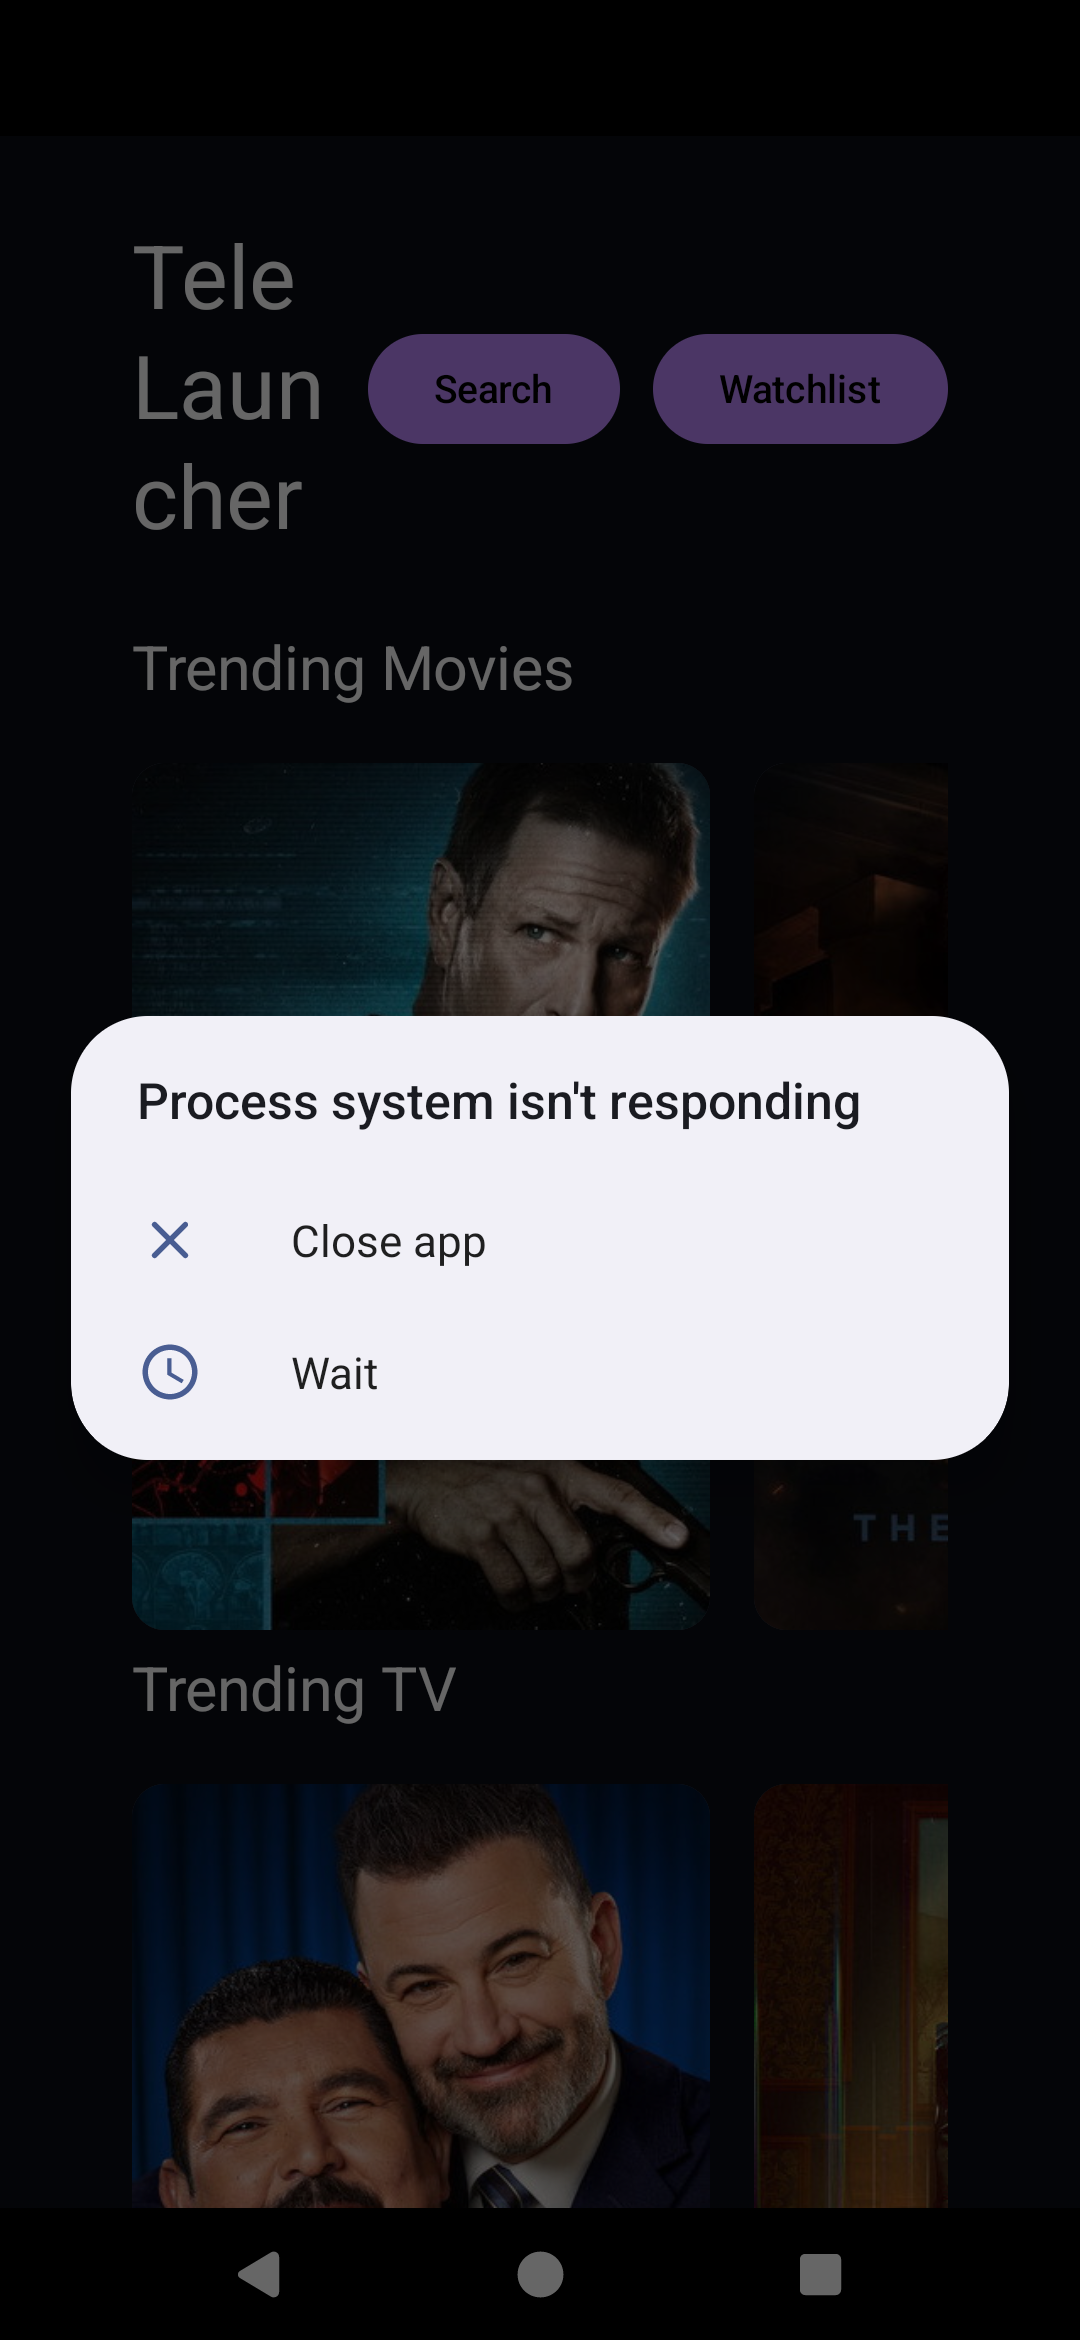 Tele
Laun
cher
Search
Watchlist
Trending Movies
Process system isn't responding
Close app
Wait
THE
Trending TV